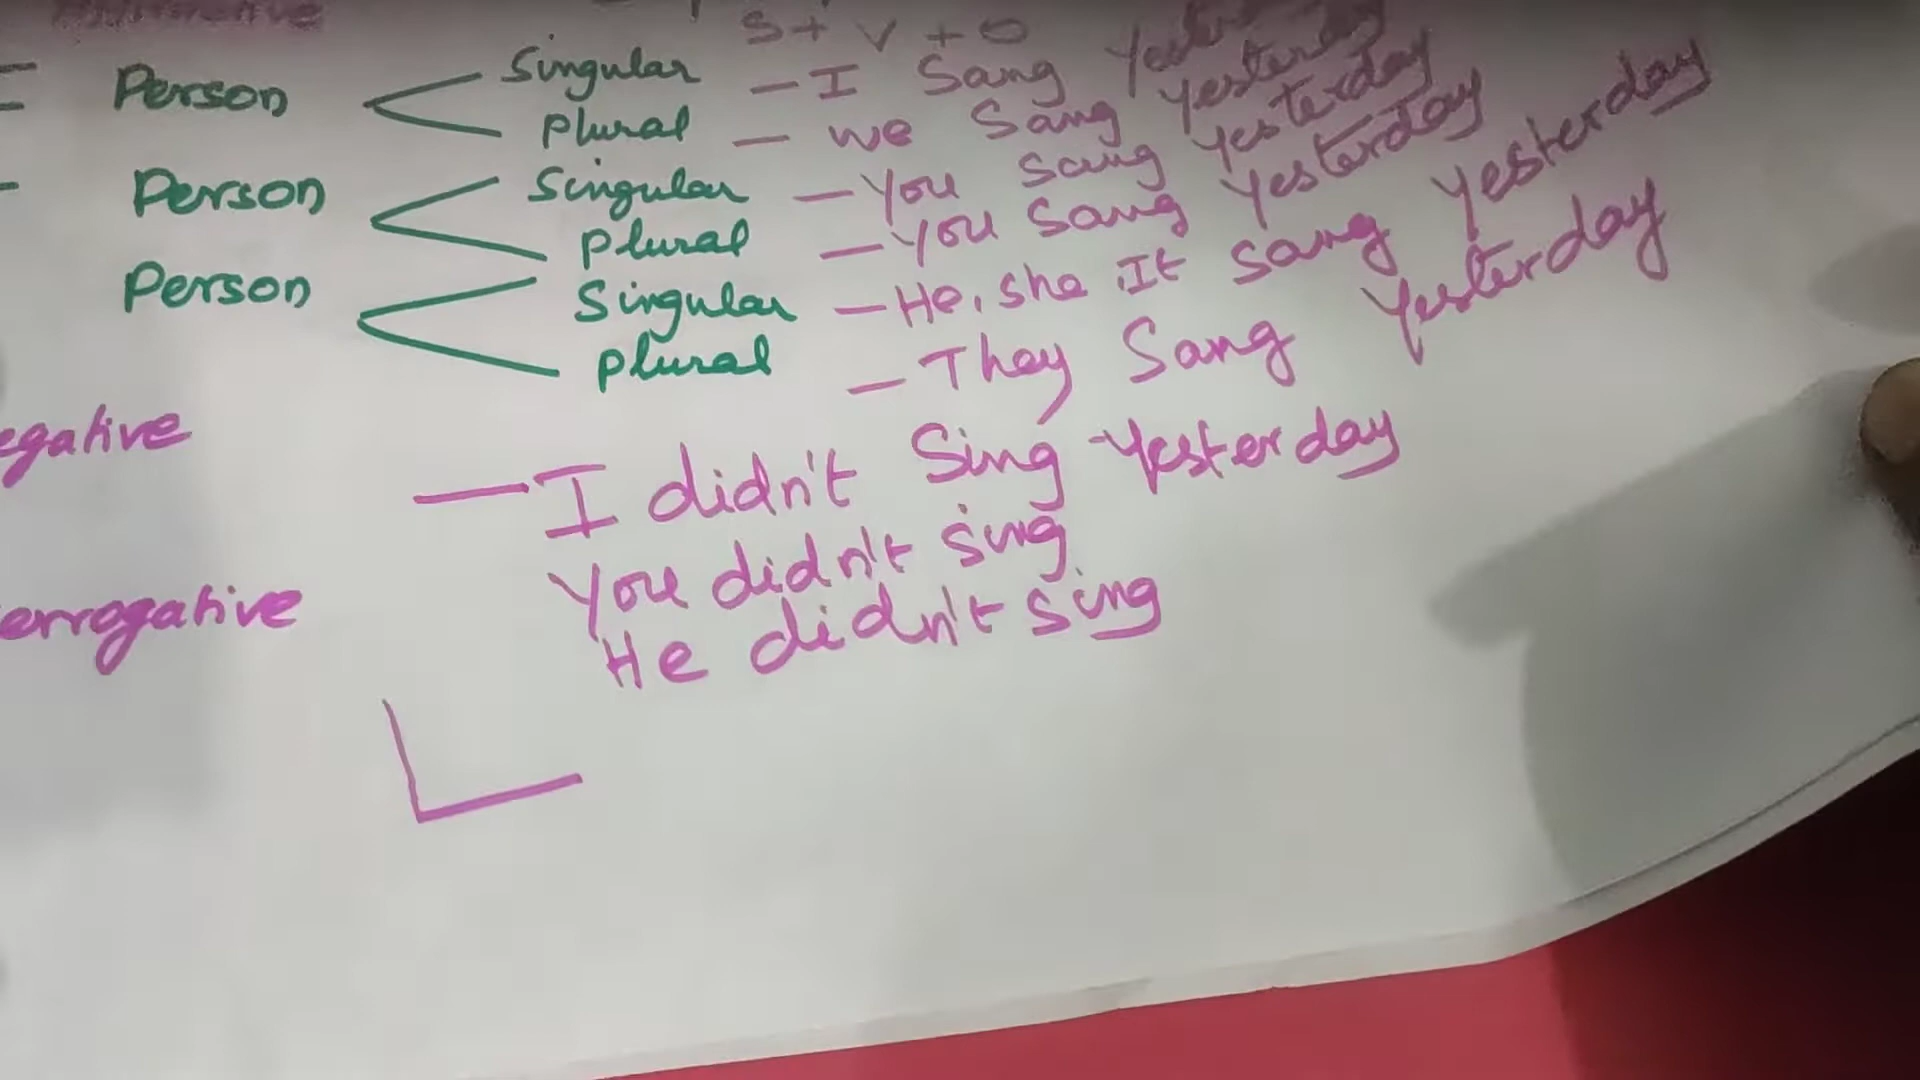 S + V + O
Person Singular - I Sang
Plural - We Sang Yesterday
Person Singular - You Sang Yesterday
Plural - You Sang Yesterday
Person Singular - He, She, It Sang Yesterday
Plural - They Sang Yesterday
egative - I didn't Sing Yesterday
You didn't sing
errogative He didn't sing